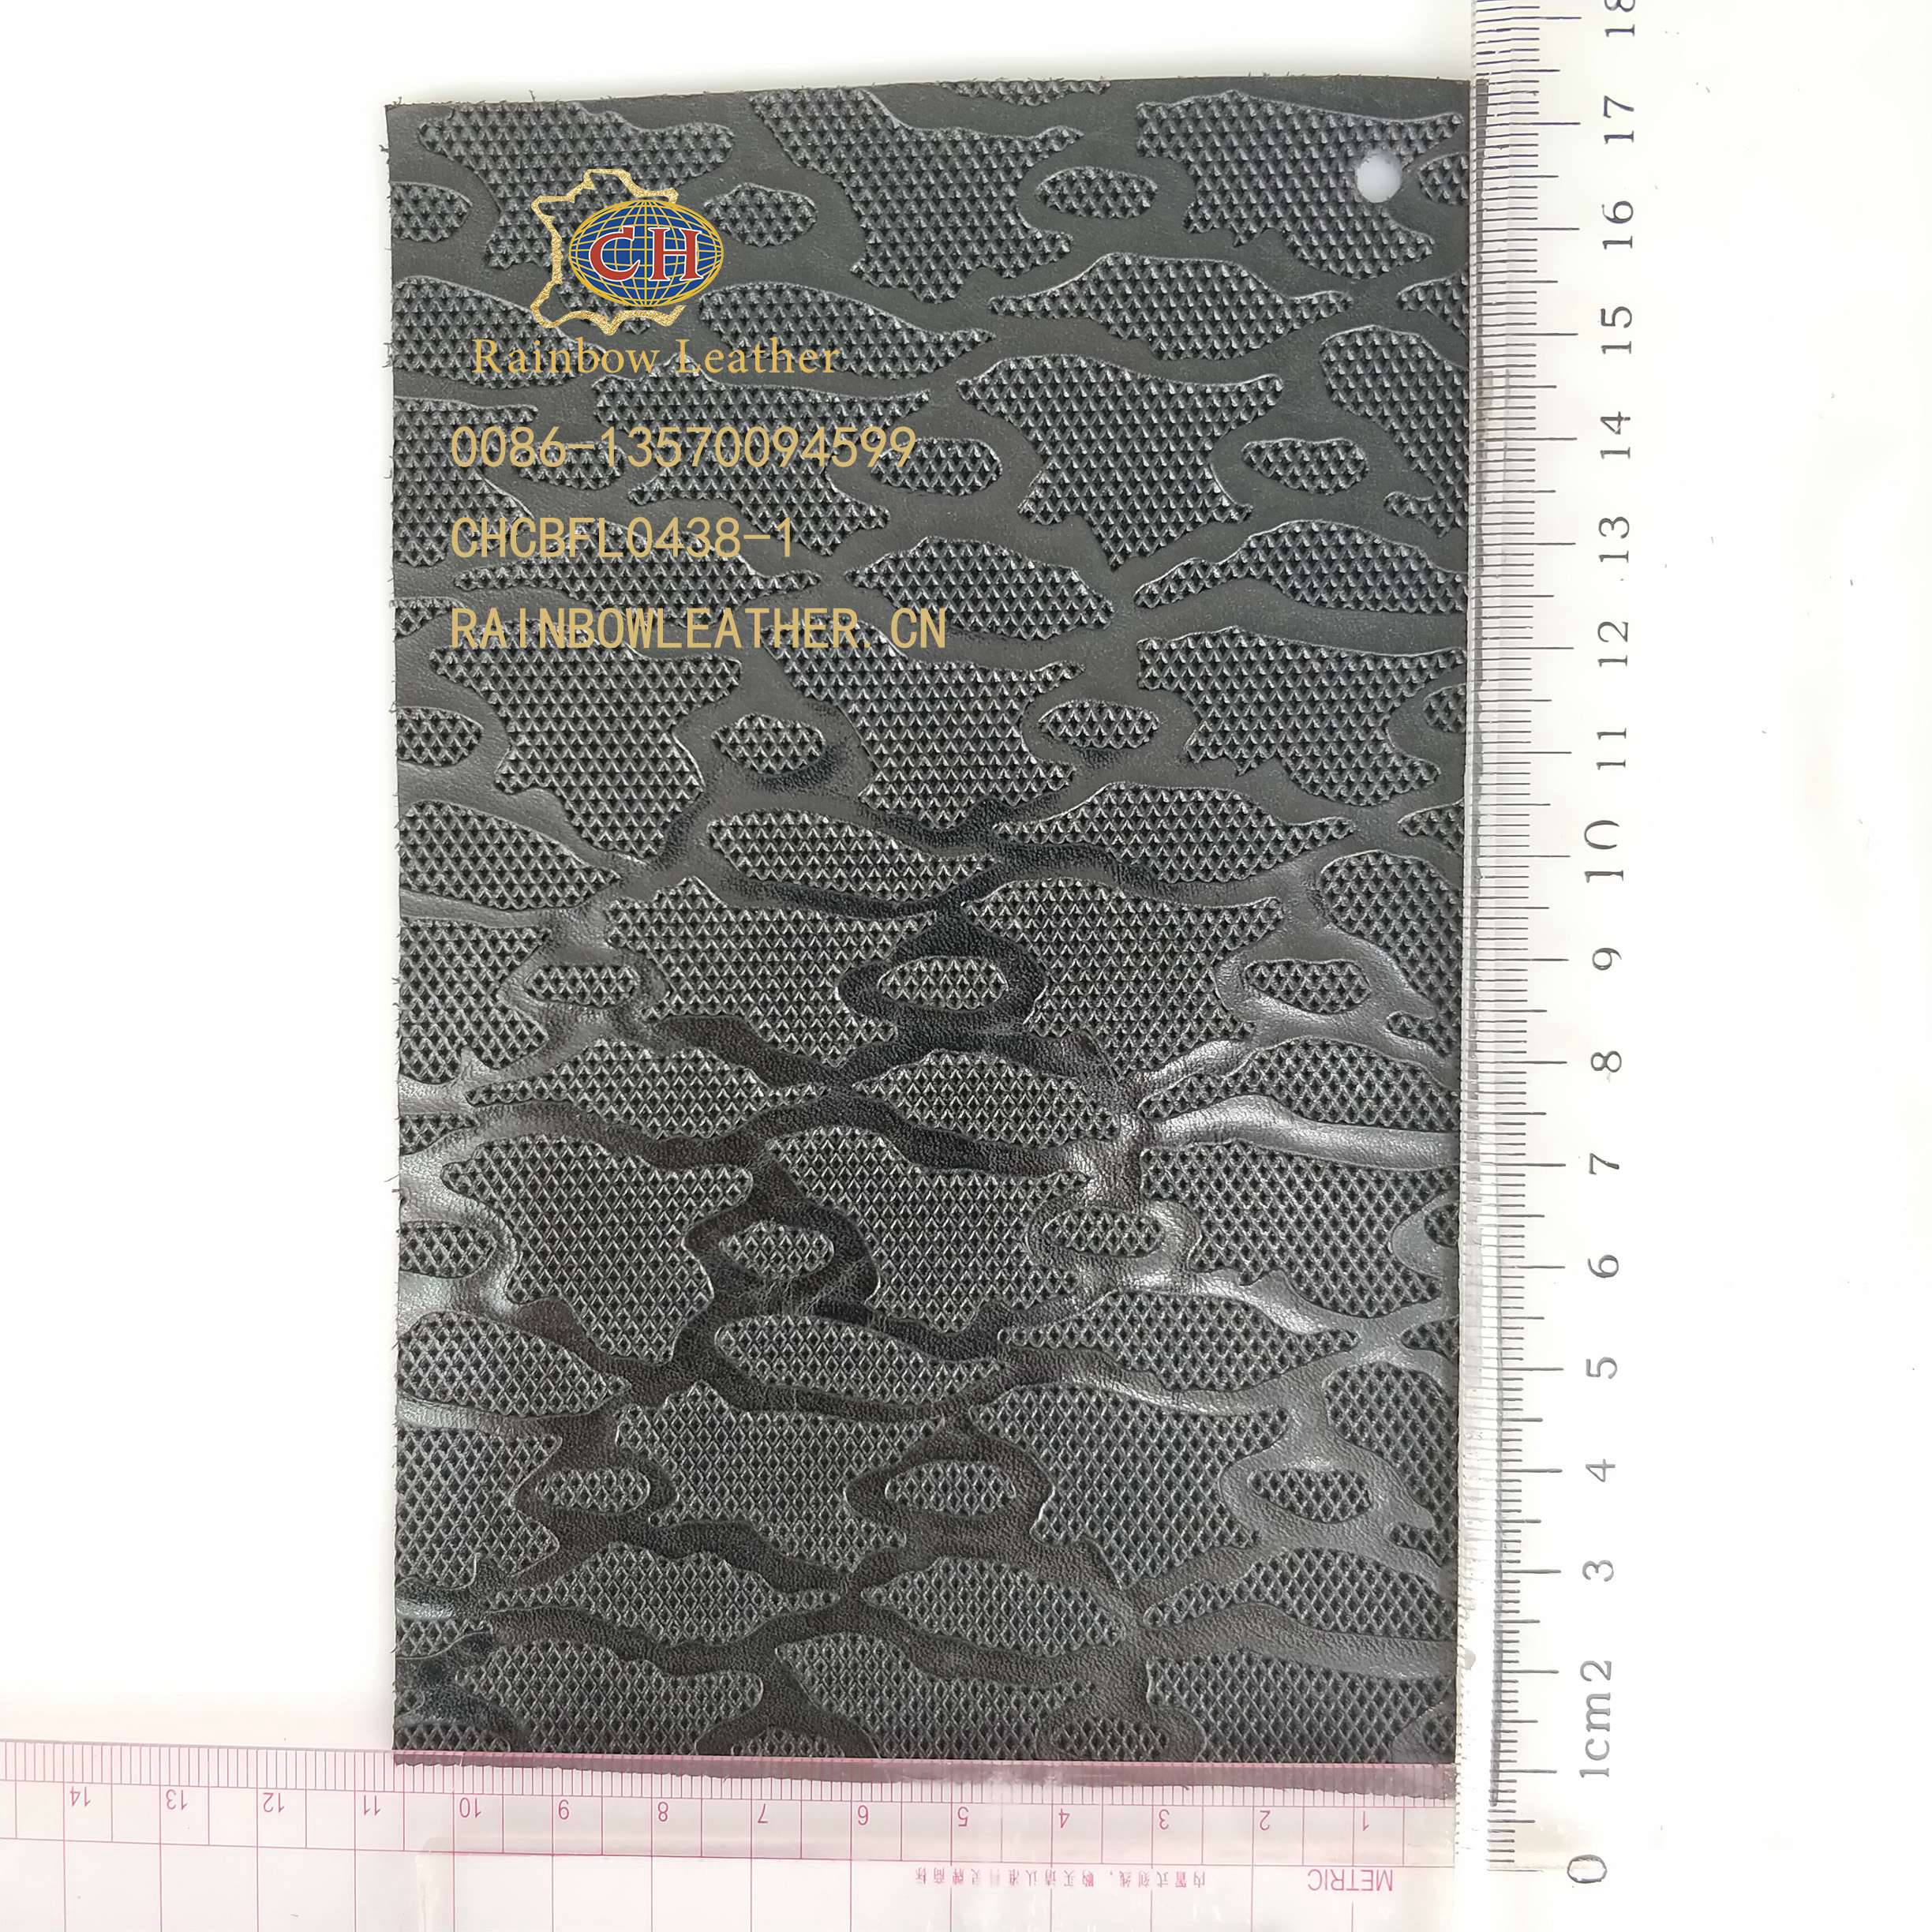 CH
Rainbow Leather
0086-13570094599
CHCBFL0438-1
RAINBOWLEATHER.CN
18
17
16
15
14
13
12
11
10
9
8
7
6
5
4
3
2
1cm
0
14 13 12 11 10 9 8 7 6 5 4 3 2 1
METRIC